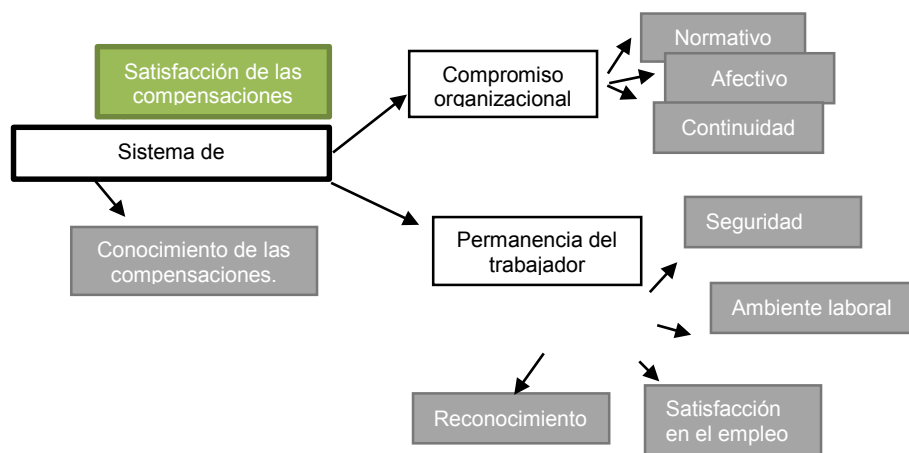 Satisfacción de las
compensaciones
Sistema de
Conocimiento de las
compensaciones.
Compromiso
organizacional
Normativo
Afectivo
Continuidad
Permanencia del
trabajador
Seguridad
Ambiente laboral
Satisfacción
en el empleo
Reconocimiento